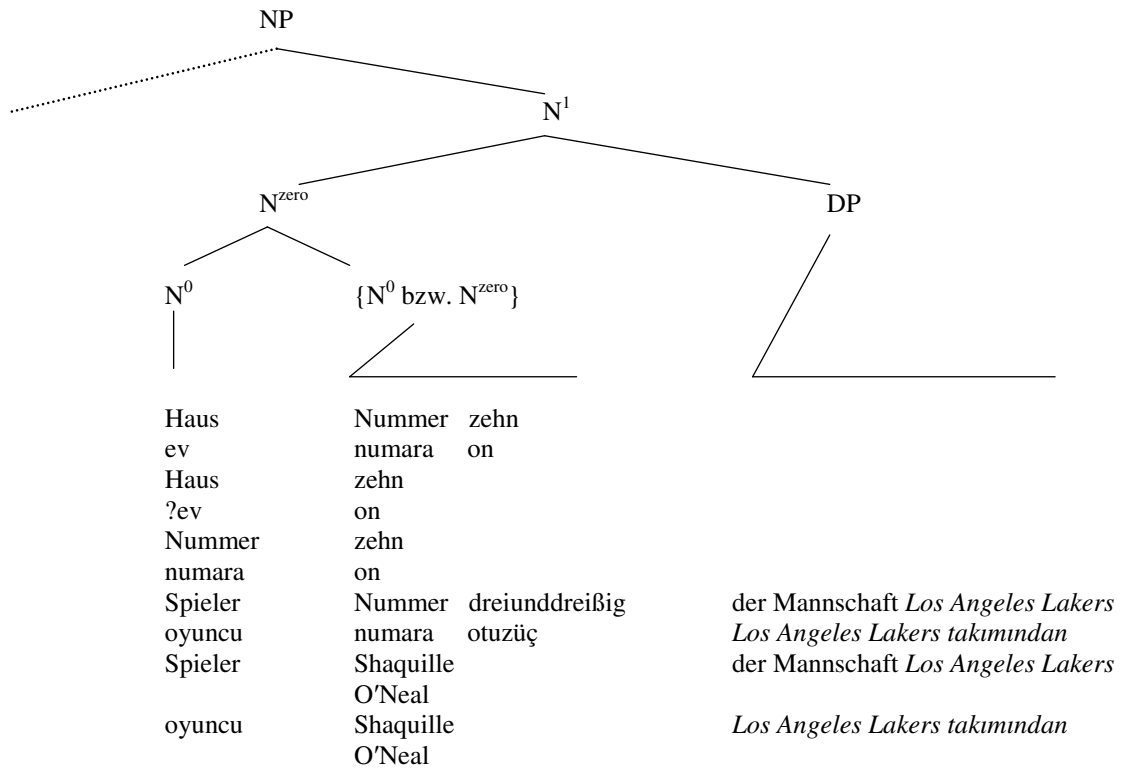 NP
N¹
Nᶻᵉʳᵒ DP
N⁰ {N⁰ bzw. Nᶻᵉʳᵒ}
Haus Nummer zehn
ev numara on
Haus zehn
?ev on
Nummer zehn
numara on
Spieler Nummer dreiunddreißig der Mannschaft Los Angeles Lakers
oyuncu numara otuzüç Los Angeles Lakers takımından
Spieler Shaquille der Mannschaft Los Angeles Lakers
O′Neal
oyuncu Shaquille Los Angeles Lakers takımından
O′Neal